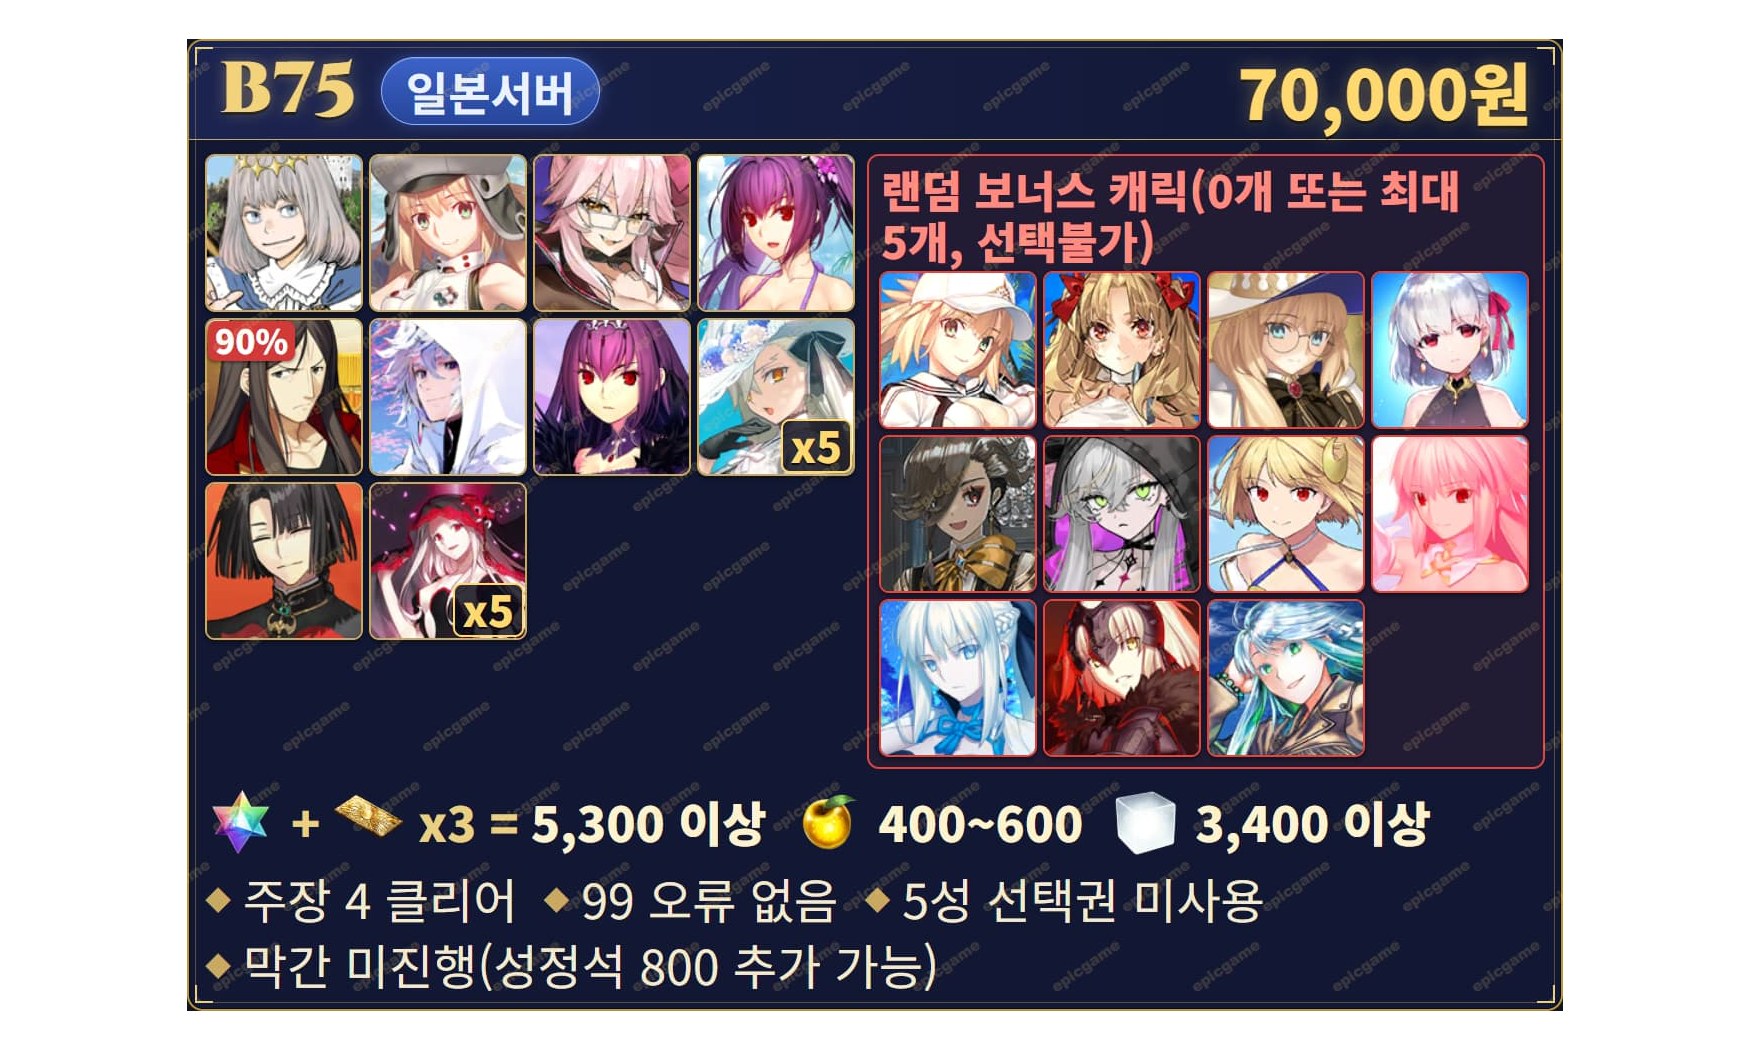 B75 일본서버 70,000원
랜덤 보너스 캐릭(0개 또는 최대
5개, 선택불가)
90%
x5
x5
+ x3 = 5,300 이상 400~600 3,400 이상
◆ 주장 4 클리어 ◆ 99 오류 없음 ◆ 5성 선택권 미사용
◆ 막간 미진행(성정석 800 추가 가능)
epicgame